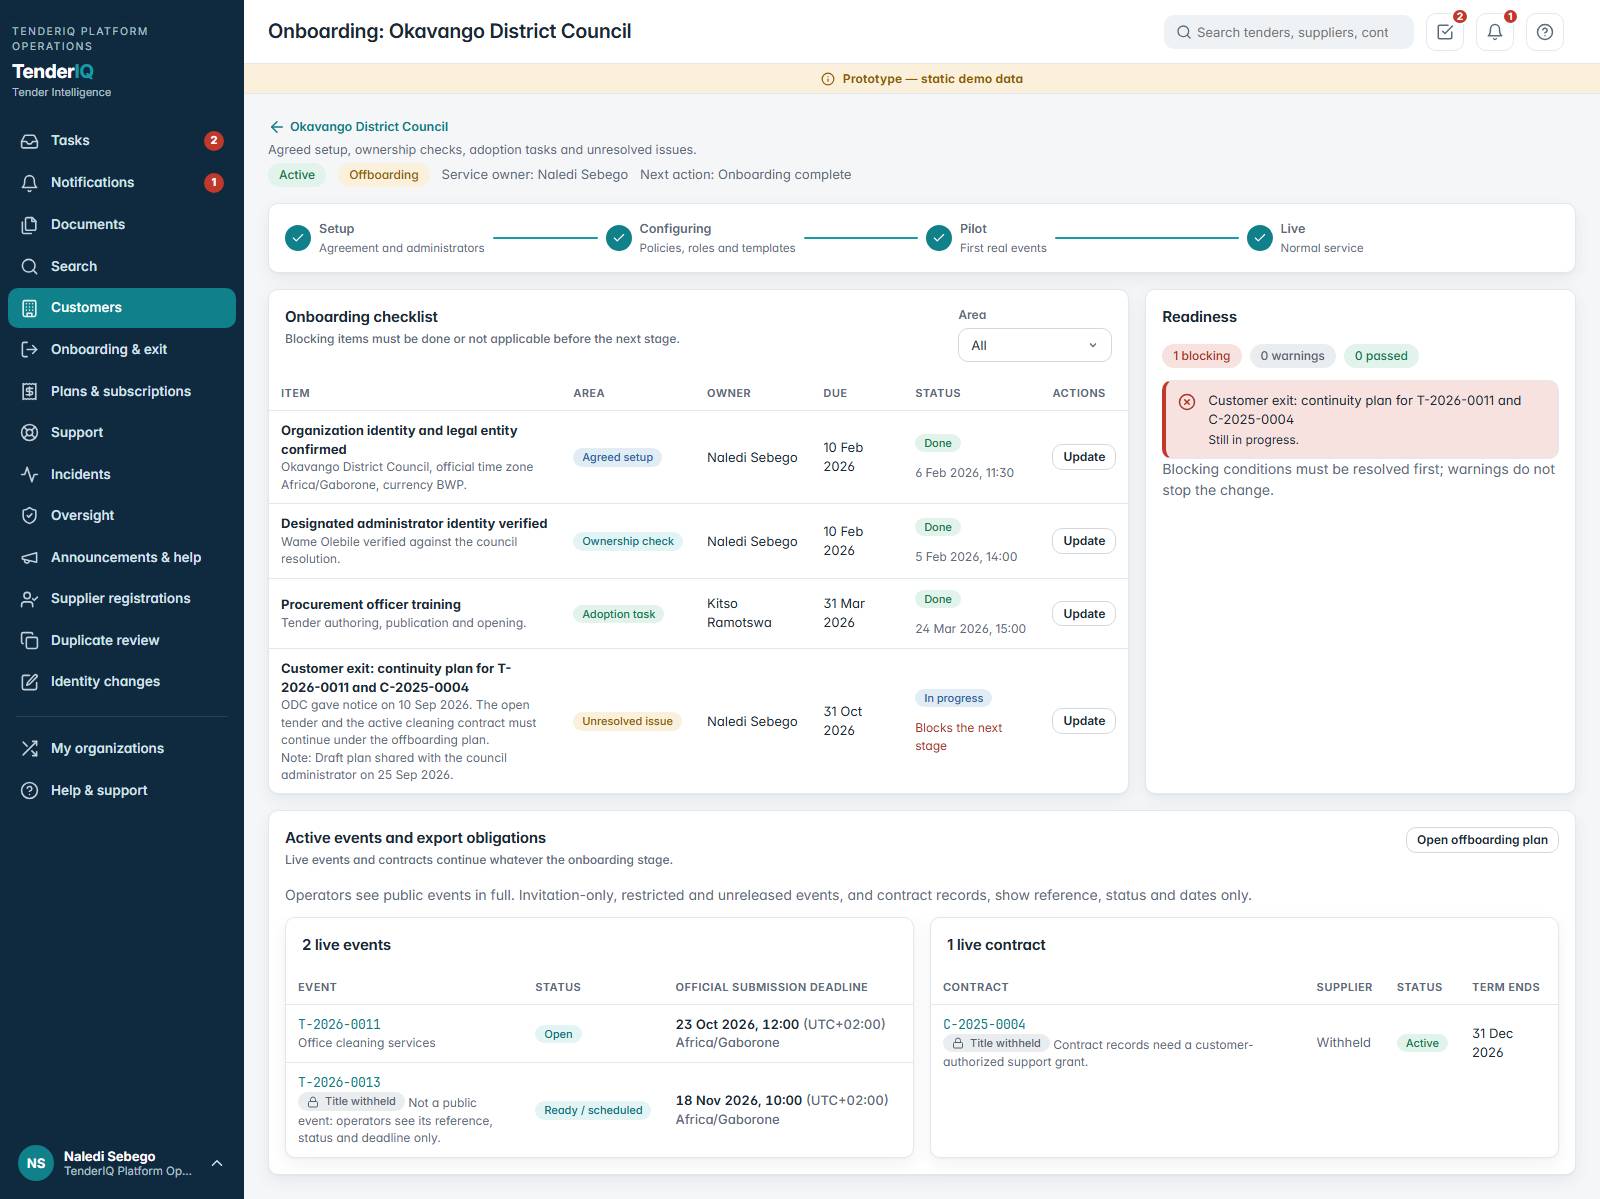 TENDERIQ PLATFORM
OPERATIONS
TenderIQ
Tender Intelligence
Tasks 2
Notifications 1
Documents
Search
Customers
Onboarding & exit
Plans & subscriptions
Support
Incidents
Oversight
Announcements & help
Supplier registrations
Duplicate review
Identity changes
My organizations
Help & support
NS
Naledi Sebego
TenderIQ Platform Op...
Onboarding: Okavango District Council
Search tenders, suppliers, cont
2
1
Prototype — static demo data
Okavango District Council
Agreed setup, ownership checks, adoption tasks and unresolved issues.
Active Offboarding Service owner: Naledi Sebego Next action: Onboarding complete
Setup
Agreement and administrators
Configuring
Policies, roles and templates
Pilot
First real events
Live
Normal service
Onboarding checklist
Blocking items must be done or not applicable before the next stage.
Area
All
ITEM AREA OWNER DUE STATUS ACTIONS
Organization identity and legal entity
confirmed
Okavango District Council, official time zone
Africa/Gaborone, currency BWP.
Agreed setup
Naledi Sebego
10 Feb
2026
Done
6 Feb 2026, 11:30
Update
Designated administrator identity verified
Wame Olebile verified against the council
resolution.
Ownership check
Naledi Sebego
10 Feb
2026
Done
5 Feb 2026, 14:00
Update
Procurement officer training
Tender authoring, publication and opening.
Adoption task
Kitso
Ramotswa
31 Mar
2026
Done
24 Mar 2026, 15:00
Update
Customer exit: continuity plan for T-
2026-0011 and C-2025-0004
ODC gave notice on 10 Sep 2026. The open
tender and the active cleaning contract must
continue under the offboarding plan.
Note: Draft plan shared with the council
administrator on 25 Sep 2026.
Unresolved issue
Naledi Sebego
31 Oct
2026
In progress
Blocks the next
stage
Update
Readiness
1 blocking 0 warnings 0 passed
Customer exit: continuity plan for T-2026-0011 and
C-2025-0004
Still in progress.
Blocking conditions must be resolved first; warnings do not
stop the change.
Active events and export obligations
Live events and contracts continue whatever the onboarding stage.
Open offboarding plan
Operators see public events in full. Invitation-only, restricted and unreleased events, and contract records, show reference, status and dates only.
2 live events
EVENT STATUS OFFICIAL SUBMISSION DEADLINE
T-2026-0011
Office cleaning services
Open
23 Oct 2026, 12:00 (UTC+02:00)
Africa/Gaborone
T-2026-0013
Title withheld Not a public
event: operators see its reference,
status and deadline only.
Ready / scheduled
18 Nov 2026, 10:00 (UTC+02:00)
Africa/Gaborone
1 live contract
CONTRACT SUPPLIER STATUS TERM ENDS
C-2025-0004
Title withheld Contract records need a customer-
authorized support grant.
Withheld
Active
31 Dec
2026